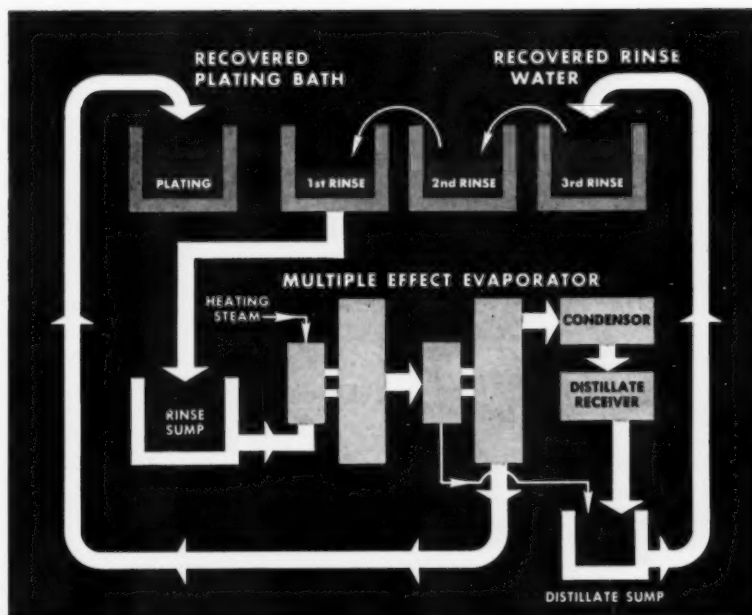 RECOVERED
PLATING BATH
RECOVERED RINSE
WATER
PLATING
1st RINSE
2nd RINSE
3rd RINSE
MULTIPLE EFFECT EVAPORATOR
HEATING
STEAM
CONDENSOR
DISTILLATE
RECEIVER
RINSE
SUMP
DISTILLATE SUMP